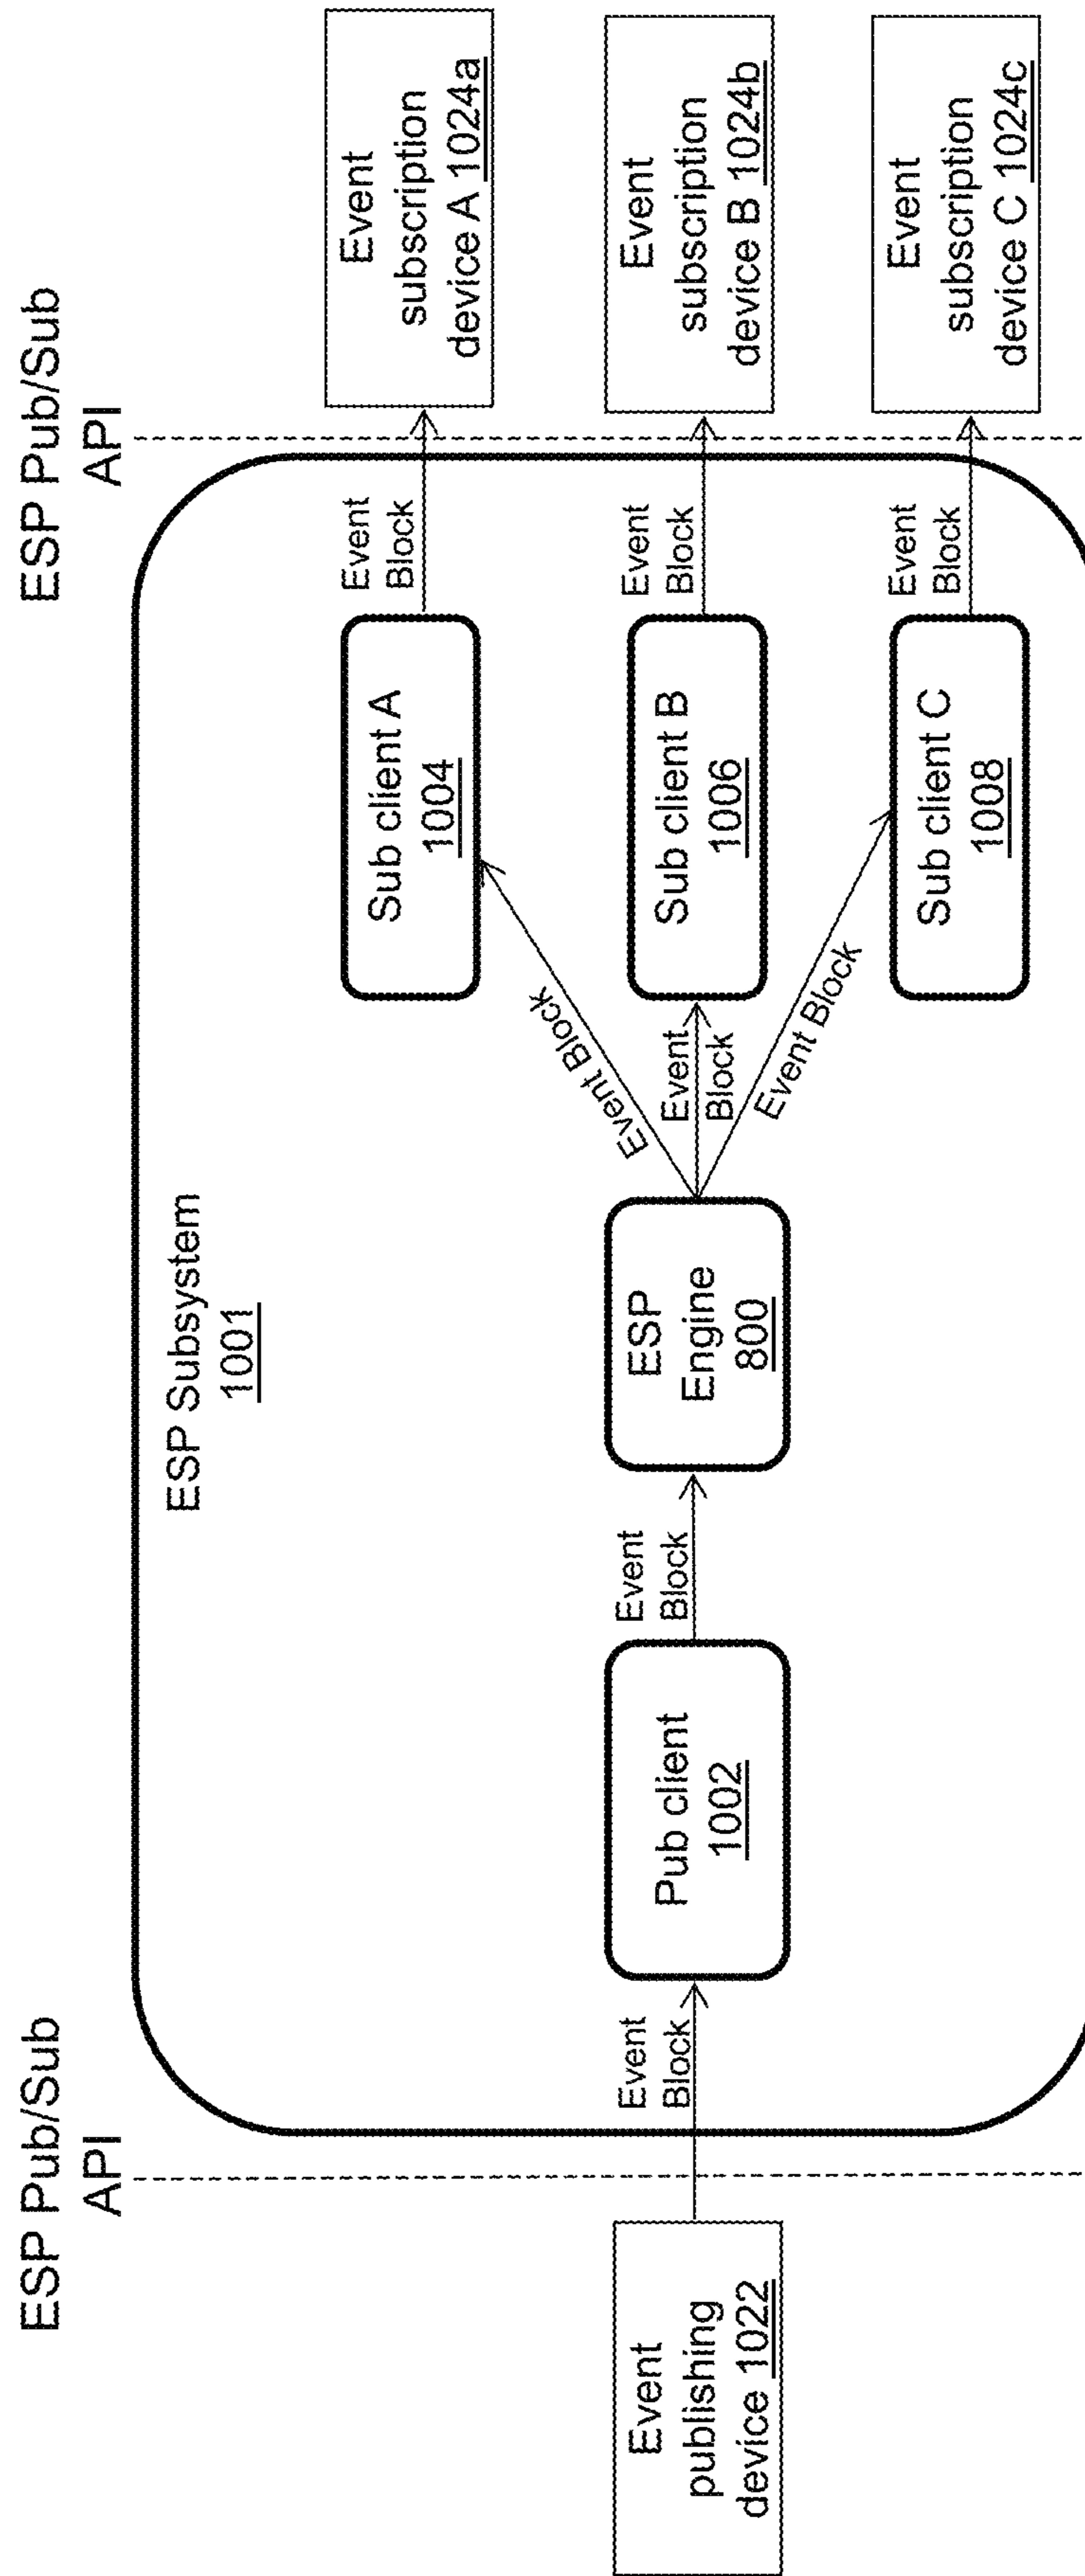 ESP Pub/Sub
API
ESP Pub/Sub
API
ESP Subsystem
1001
Event
publishing
device 1022
Event
Block
Pub client
1002
Event
Block
ESP
Engine
800
Event Block
Event
Block
Event Block
Sub client A
1004
Sub client B
1006
Sub client C
1008
Event
Block
Event
Block
Event
Block
Event
subscription
device A 1024a
Event
subscription
device B 1024b
Event
subscription
device C 1024c